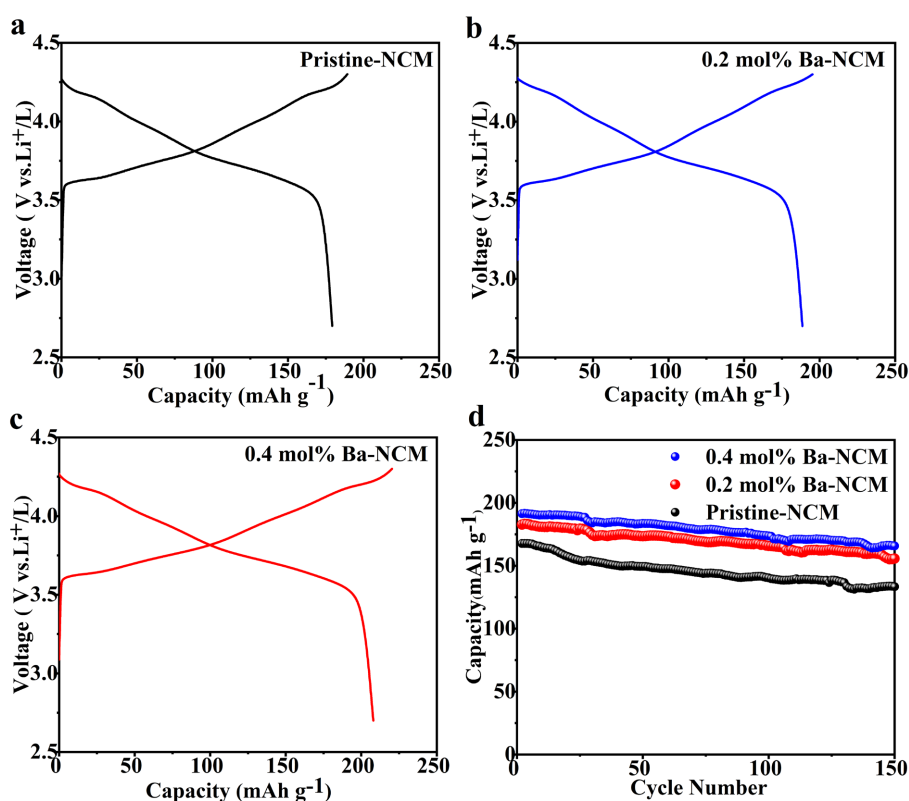 a
Pristine-NCM
4.5
4.0
3.5
3.0
2.5
Voltage ( V vs.Li+/L)
0 50 100 150 200 250
Capacity (mAh g-1)
b
0.2 mol% Ba-NCM
4.5
4.0
3.5
3.0
2.5
Voltage ( V vs.Li+/L)
0 50 100 150 200 250
Capacity (mAh g-1)
c
0.4 mol% Ba-NCM
4.5
4.0
3.5
3.0
2.5
Voltage ( V vs.Li+/L)
0 50 100 150 200 250
Capacity (mAh g-1)
d
0.4 mol% Ba-NCM
0.2 mol% Ba-NCM
Pristine-NCM
250
200
150
100
50
0
Capacity(mAh g-1)
0 50 100 150
Cycle Number